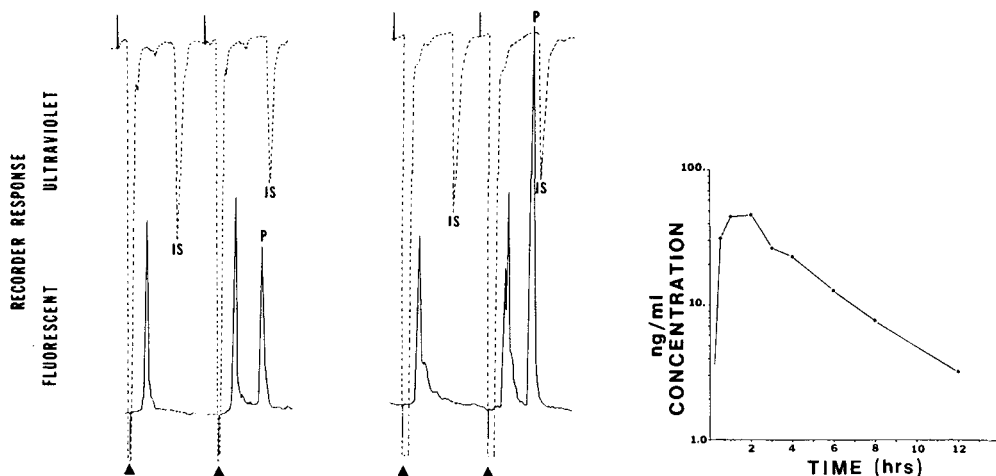 RECORDER RESPONSE
ULTRAVIOLET
FLUORESCENT
IS
IS
P
IS
IS
P
ng/ml
CONCENTRATION
100.
10.
1.0
2
4
6
8
10
12
TIME (hrs)